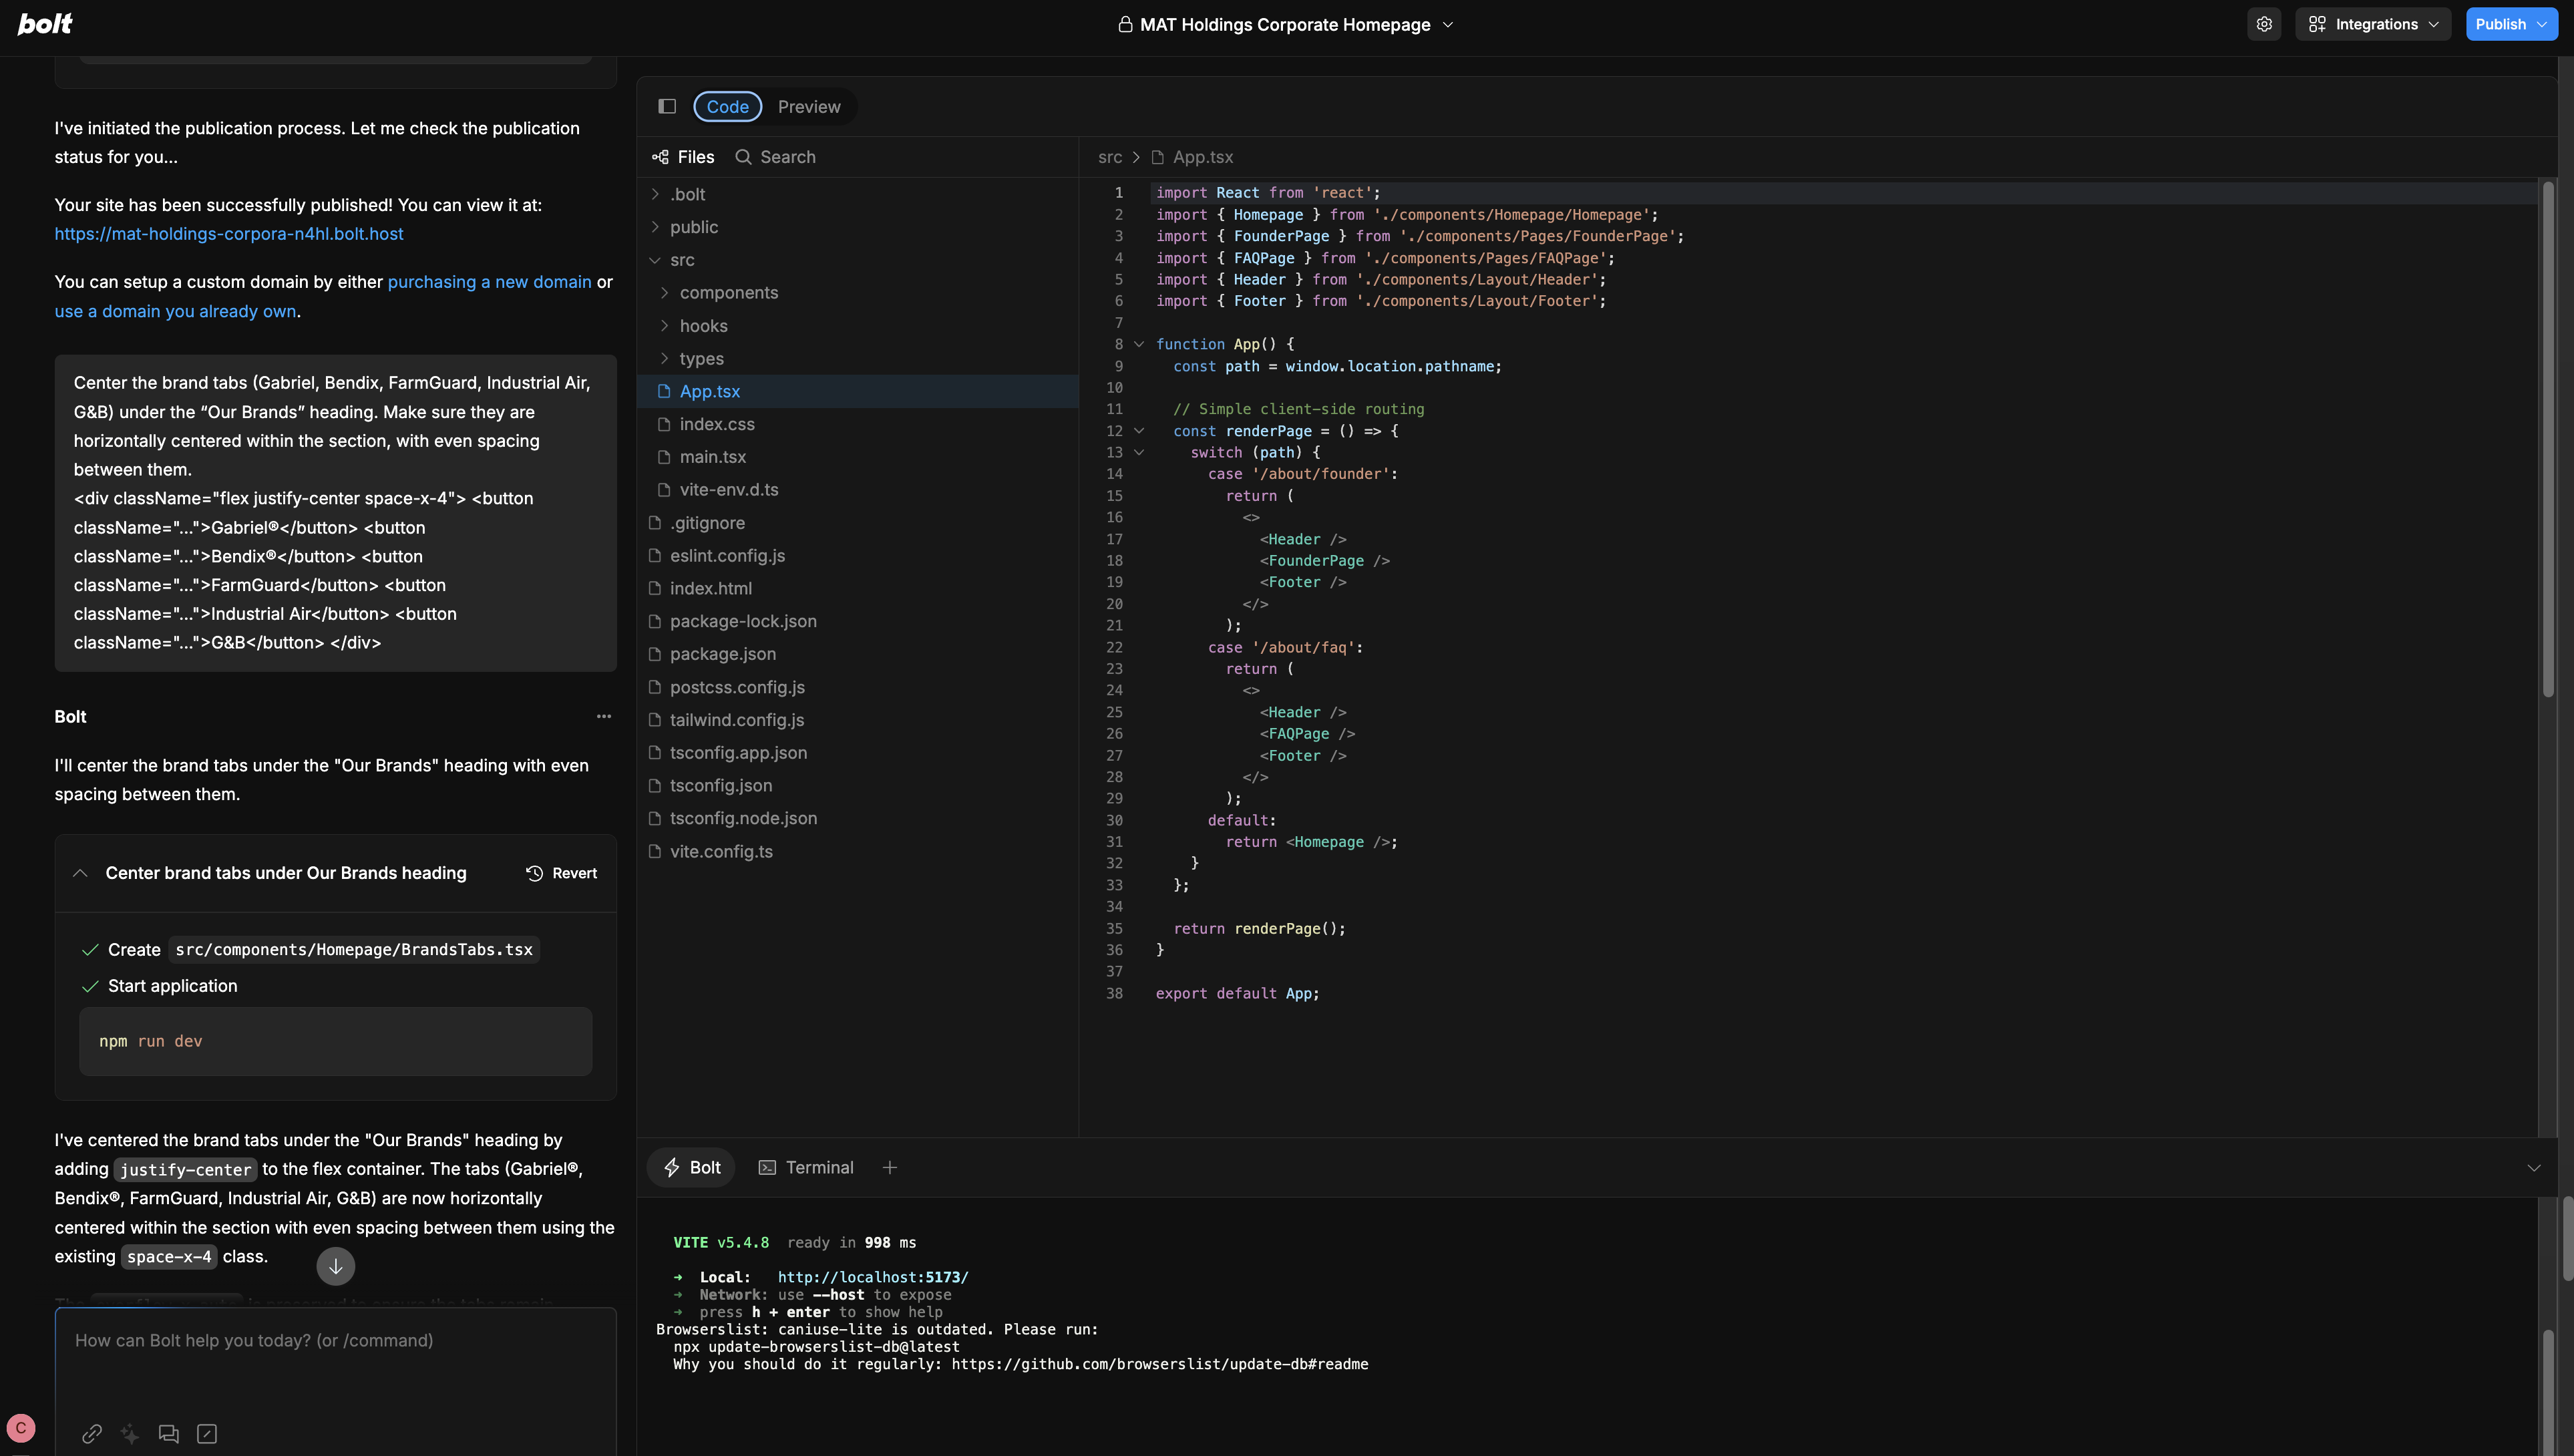 bolt
MAT Holdings Corporate Homepage
Integrations
Publish
I've initiated the publication process. Let me check the publication
status for you...
Your site has been successfully published! You can view it at:
https://mat-holdings-corpora-n4hl.bolt.host
You can setup a custom domain by either purchasing a new domain or
use a domain you already own.
Center the brand tabs (Gabriel, Bendix, FarmGuard, Industrial Air,
G&B) under the “Our Brands” heading. Make sure they are
horizontally centered within the section, with even spacing
between them.
<div className="flex justify-center space-x-4"> <button
className="...">Gabriel®</button> <button
className="...">Bendix®</button> <button
className="...">FarmGuard</button> <button
className="...">Industrial Air</button> <button
className="...">G&B</button> </div>
Bolt
I'll center the brand tabs under the "Our Brands" heading with even
spacing between them.
Center brand tabs under Our Brands heading
Revert
Create src/components/Homepage/BrandsTabs.tsx
Start application
npm run dev
I've centered the brand tabs under the "Our Brands" heading by
adding justify-center to the flex container. The tabs (Gabriel®,
Bendix®, FarmGuard, Industrial Air, G&B) are now horizontally
centered within the section with even spacing between them using the
existing space-x-4 class.
How can Bolt help you today? (or /command)
C
Code
Preview
Files
Search
.bolt
public
src
components
hooks
types
App.tsx
index.css
main.tsx
vite-env.d.ts
.gitignore
eslint.config.js
index.html
package-lock.json
package.json
postcss.config.js
tailwind.config.js
tsconfig.app.json
tsconfig.json
tsconfig.node.json
vite.config.ts
src > App.tsx
1 import React from 'react';
2 import { Homepage } from './components/Homepage/Homepage';
3 import { FounderPage } from './components/Pages/FounderPage';
4 import { FAQPage } from './components/Pages/FAQPage';
5 import { Header } from './components/Layout/Header';
6 import { Footer } from './components/Layout/Footer';
7
8 function App() {
9 const path = window.location.pathname;
10
11 // Simple client-side routing
12 const renderPage = () => {
13 switch (path) {
14 case '/about/founder':
15 return (
16 <>
17 <Header />
18 <FounderPage />
19 <Footer />
20 </>
21 );
22 case '/about/faq':
23 return (
24 <>
25 <Header />
26 <FAQPage />
27 <Footer />
28 </>
29 );
30 default:
31 return <Homepage />;
32 }
33 };
34
35 return renderPage();
36 }
37
38 export default App;
Bolt
Terminal
VITE v5.4.8 ready in 998 ms
➜ Local: http://localhost:5173/
➜ Network: use --host to expose
➜ press h + enter to show help
Browserslist: caniuse-lite is outdated. Please run:
npx update-browserslist-db@latest
Why you should do it regularly: https://github.com/browserslist/update-db#readme